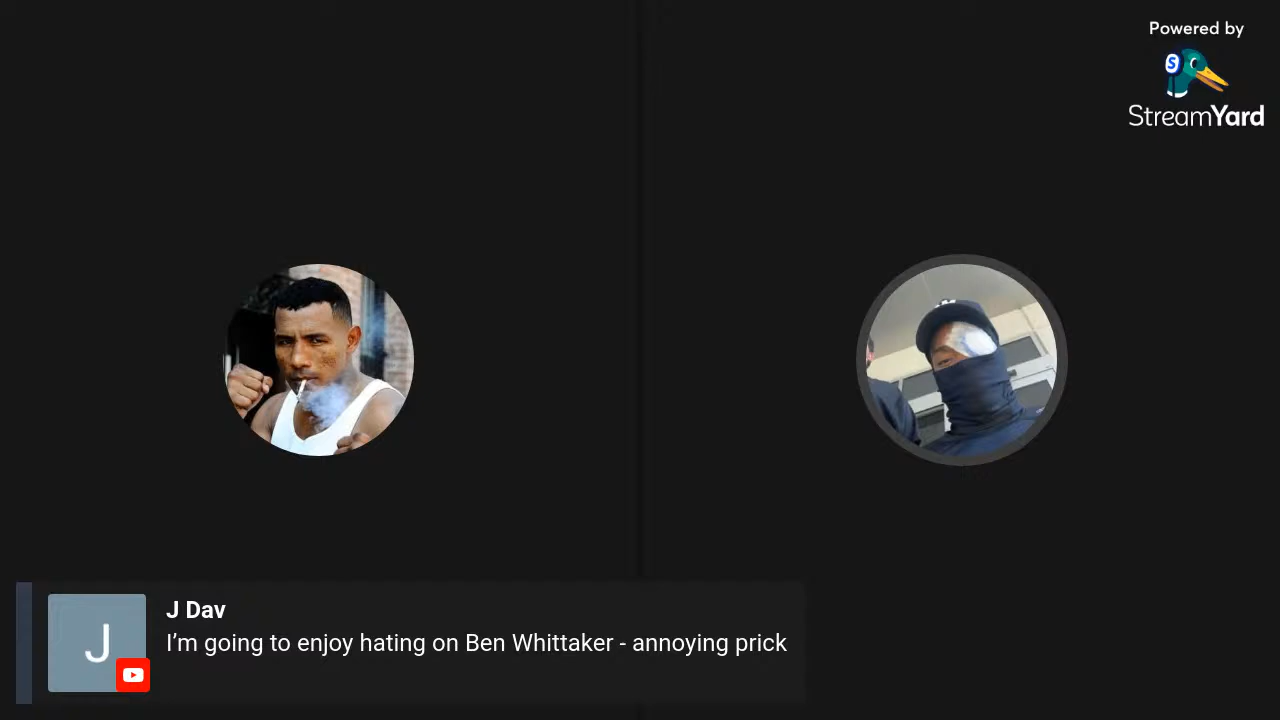 Powered by
S
StreamYard
J Dav
J
I’m going to enjoy hating on Ben Whittaker - annoying prick